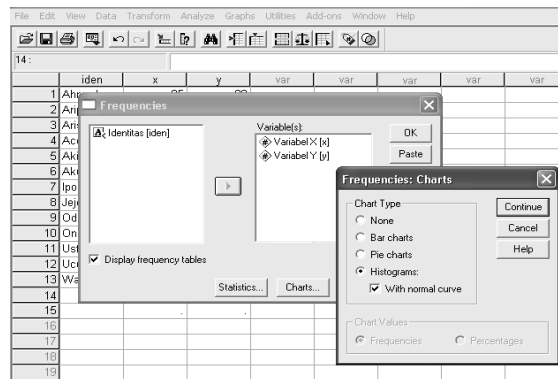 File Edit View Data Transform Analyze Graphs Utilities Add-ons Window Help
14 :
iden x y var var var var var
1
2
3
4
5
6
7
8
9
10
11
12
13
14
15 . .
16
17
18
19
Frequencies
Identitas [iden]
Variable(s):
Variabel X [x]
Variabel Y [y]
OK
Paste
Display frequency tables
Statistics... Charts...
Frequencies: Charts
Chart Type
None
Bar charts
Pie charts
Histograms:
With normal curve
Continue
Cancel
Help
Chart Values
Frequencies Percentages